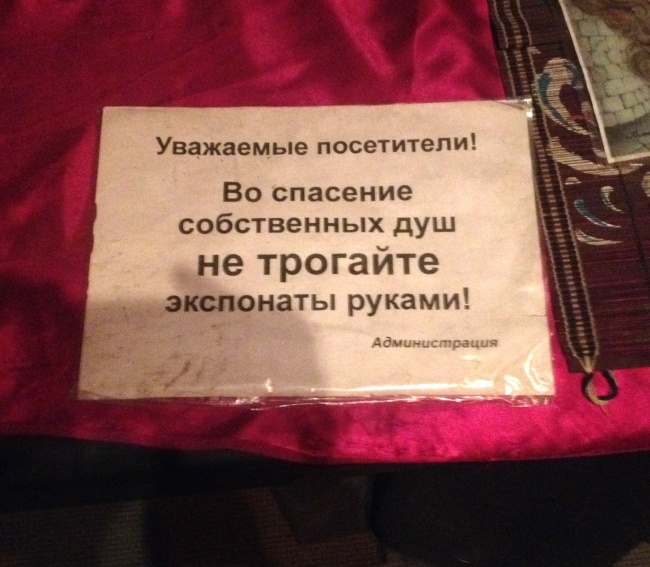 Уважаемые посетители!
Во спасение
собственных душ
не трогайте
экспонаты руками!
Администрация